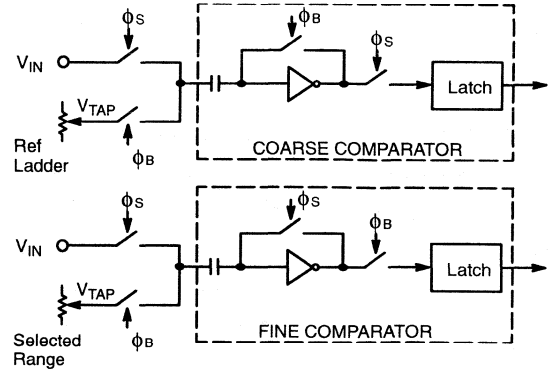 ϕS
ϕB
ϕS
VIN
VTAP
Latch
Ref
Ladder
ϕB
COARSE COMPARATOR
ϕS
ϕS
ϕB
VIN
VTAP
Latch
Selected
Range
ϕB
FINE COMPARATOR